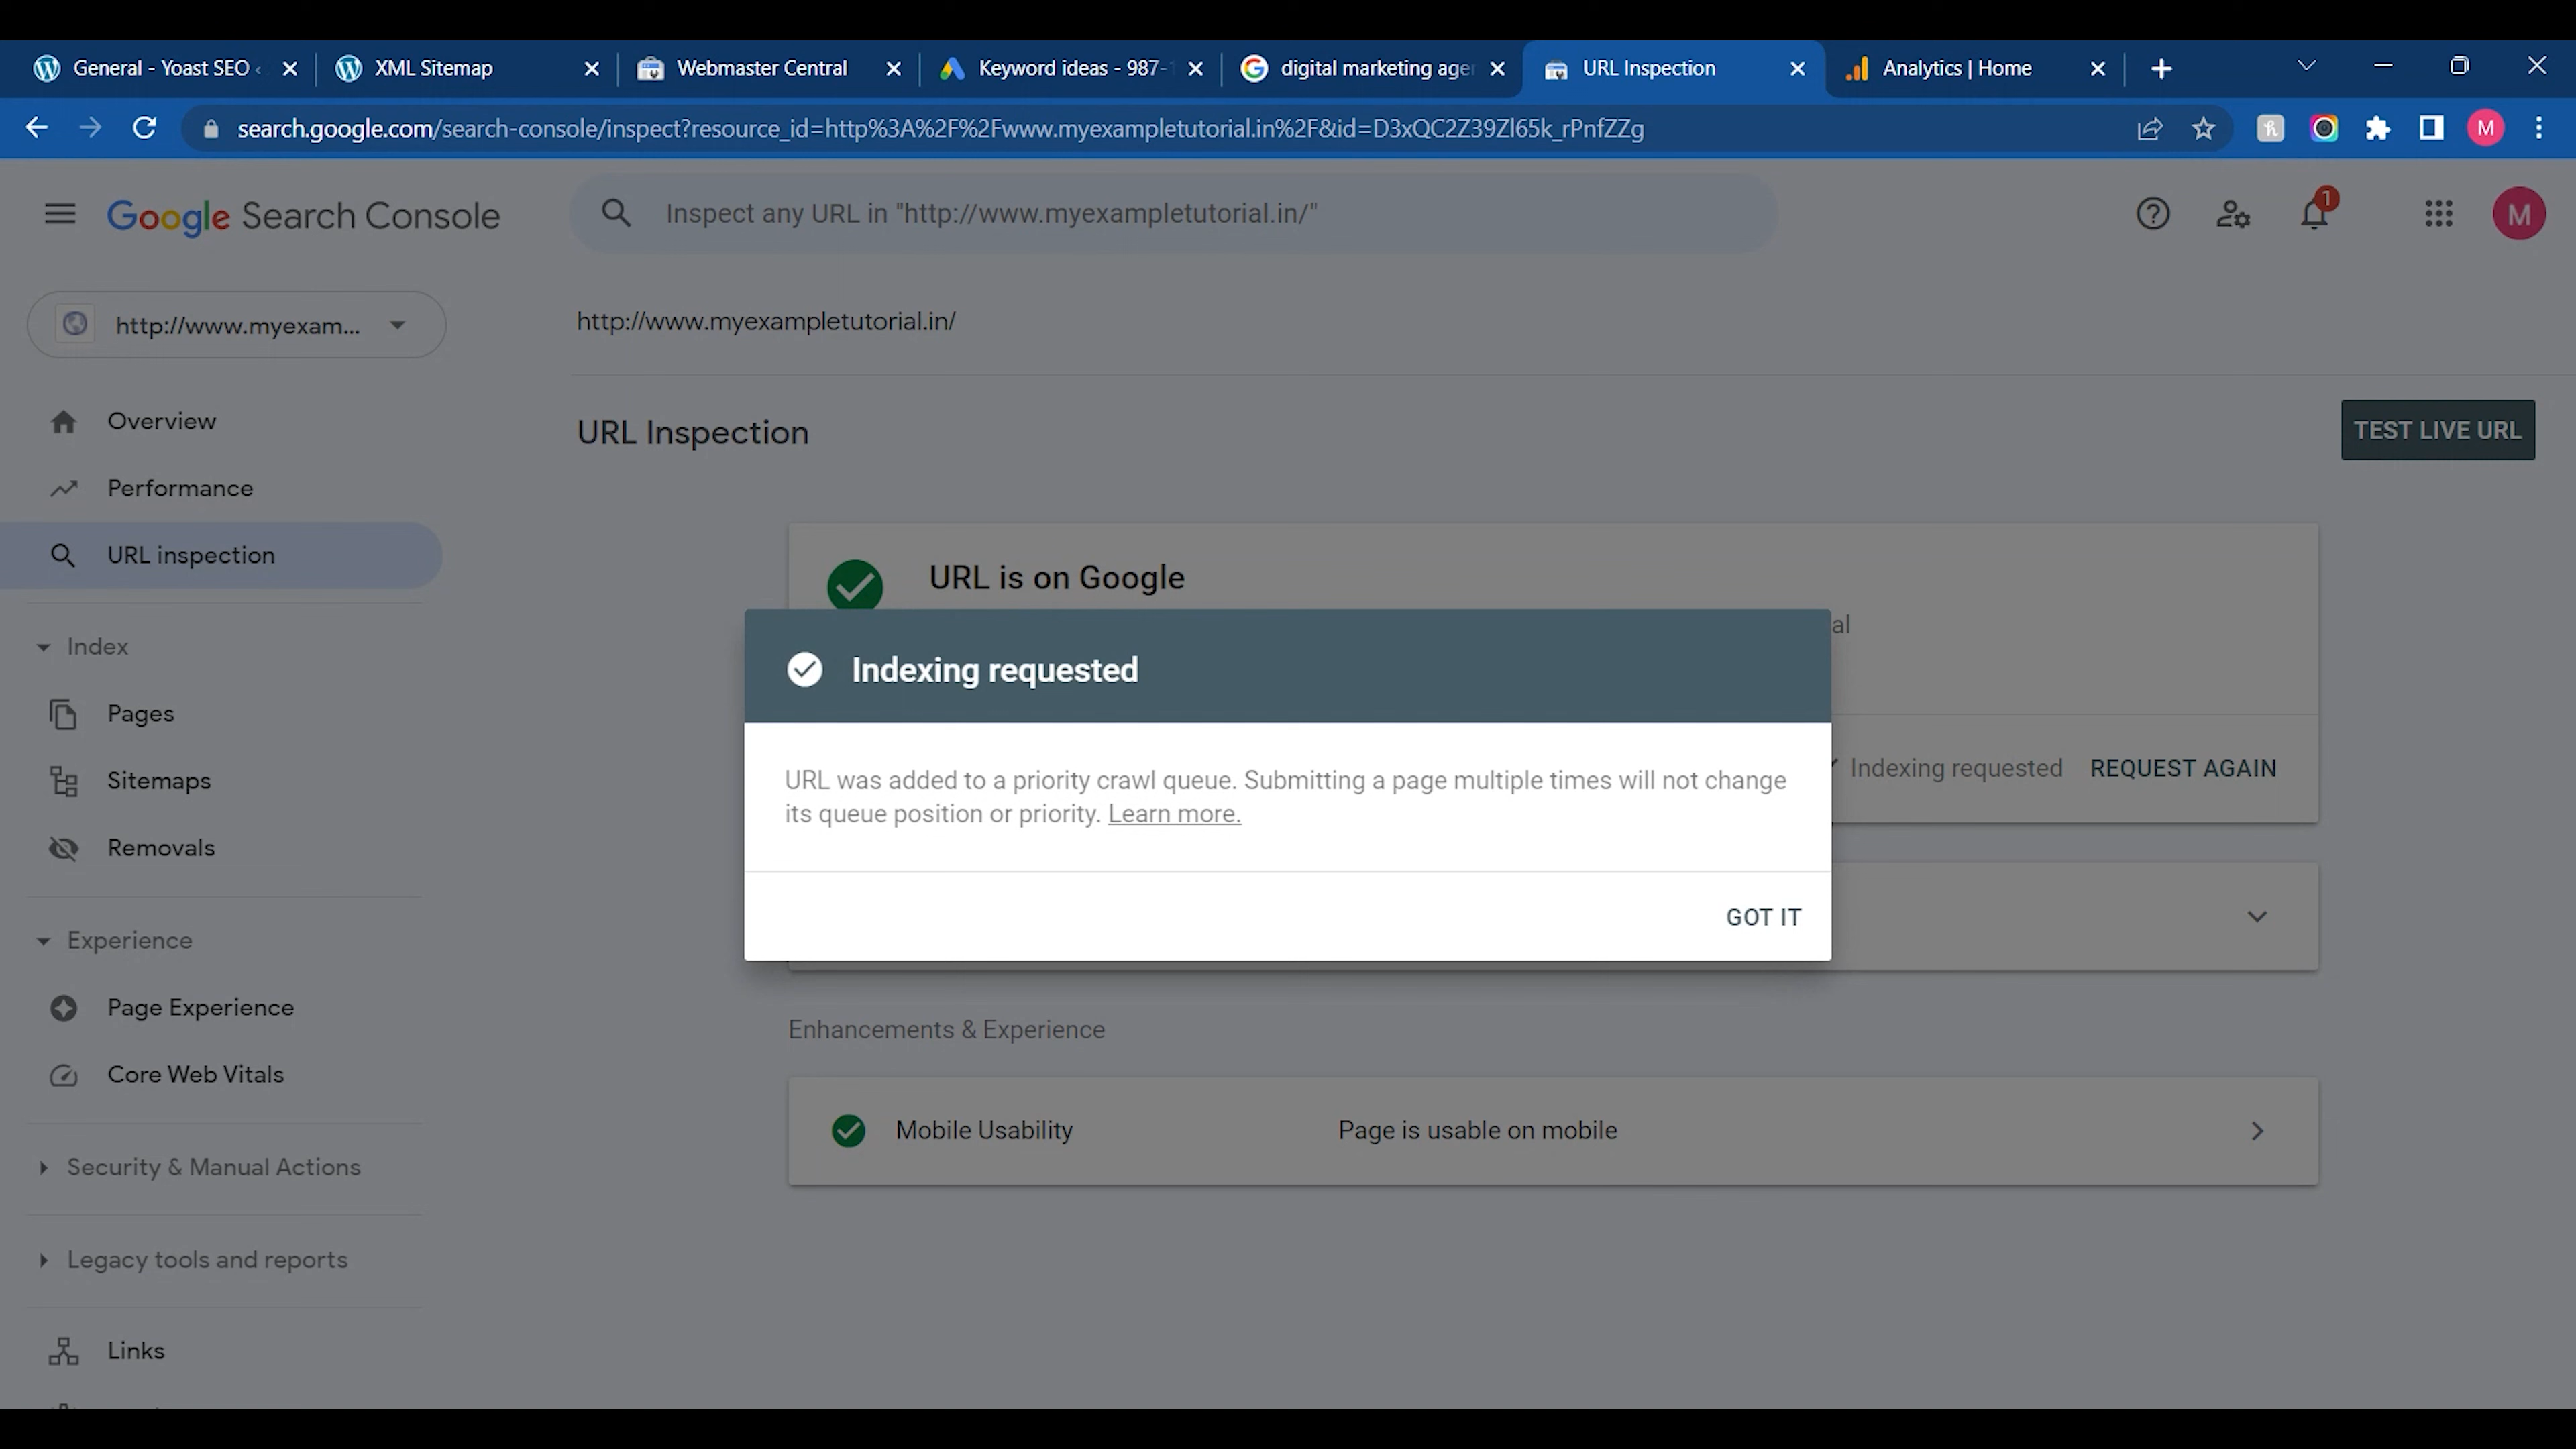 General - Yoast SEO ‹
XML Sitemap
Webmaster Central
Keyword ideas - 987-
digital marketing agen
URL Inspection
Analytics | Home
search.google.com/search-console/inspect?resource_id=http%3A%2F%2Fwww.myexampletutorial.in%2F&id=D3xQC2Z39Zl65k_rPnfZZg
M
Google Search Console
Inspect any URL in "http://www.myexampletutorial.in/"
1
M
http://www.myexam...
http://www.myexampletutorial.in/
Overview
Performance
URL inspection
Index
Pages
Sitemaps
Removals
Experience
Page Experience
Core Web Vitals
Security & Manual Actions
Legacy tools and reports
Links
URL Inspection
TEST LIVE URL
URL is on Google
al
Indexing requested
URL was added to a priority crawl queue. Submitting a page multiple times will not change
its queue position or priority. Learn more.
GOT IT
Indexing requested
REQUEST AGAIN
Enhancements & Experience
Mobile Usability
Page is usable on mobile